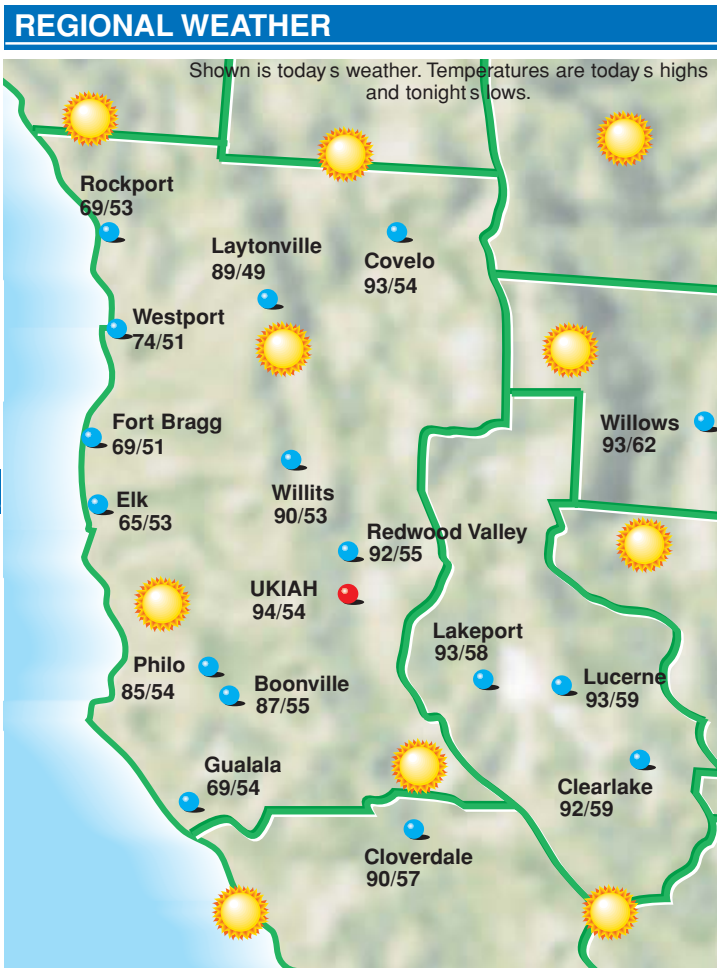 REGIONAL WEATHER
Shown is today s weather. Temperatures are today s highs
and tonight s lows.
Rockport
69/53
Laytonville
89/49
Covelo
93/54
Westport
74/51
Fort Bragg
69/51
Willows
93/62
Elk
65/53
Willits
90/53
Redwood Valley
92/55
UKIAH
94/54
Lakeport
93/58
Philo
85/54
Boonville
87/55
Lucerne
93/59
Gualala
69/54
Clearlake
92/59
Cloverdale
90/57